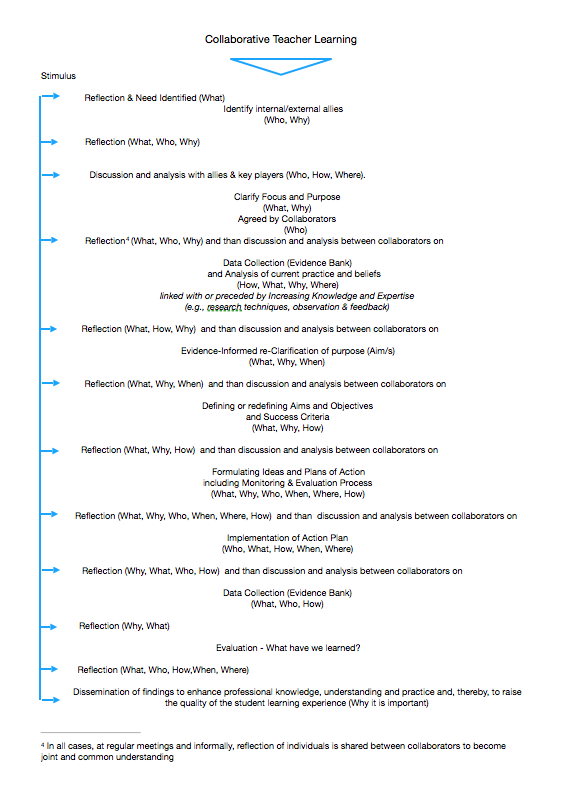 Collaborative Teacher Learning
Stimulus
Reflection & Need Identified (What)
Identify internal/external allies
(Who, Why)
Reflection (What, Who, Why)
Discussion and analysis with allies & key players (Who, How, Where).
Clarify Focus and Purpose
(What, Why)
Agreed by Collaborators
(Who)
Reflection⁴ (What, Who, Why) and than discussion and analysis between collaborators on
Data Collection (Evidence Bank)
and Analysis of current practice and beliefs
(How, What, Why, Where)
linked with or preceded by Increasing Knowledge and Expertise
(e.g., research techniques, observation & feedback)
Reflection (What, How, Why)  and than discussion and analysis between collaborators on
Evidence-Informed re-Clarification of purpose (Aim/s)
(What, Why, When)
Reflection (What, Why, When)  and than discussion and analysis between collaborators on
Defining or redefining Aims and Objectives
and Success Criteria
(What, Why, How)
Reflection (What, Why, How)  and than discussion and analysis between collaborators on
Formulating Ideas and Plans of Action
including Monitoring & Evaluation Process
(What, Why, Who, When, Where, How)
Reflection (What, Why, Who, When, Where, How)  and than  discussion and analysis between collaborators on
Implementation of Action Plan
(Who, What, How, When, Where)
Reflection (Why, What, Who, How)  and than discussion and analysis between collaborators on
Data Collection (Evidence Bank)
(What, Who, How)
Reflection (Why, What)
Evaluation - What have we learned?
Reflection (What, Who, How,When, Where)
Dissemination of findings to enhance professional knowledge, understanding and practice and, thereby, to raise
the quality of the student learning experience (Why it is important)
⁴ In all cases, at regular meetings and informally, reflection of individuals is shared between collaborators to become
joint and common understanding